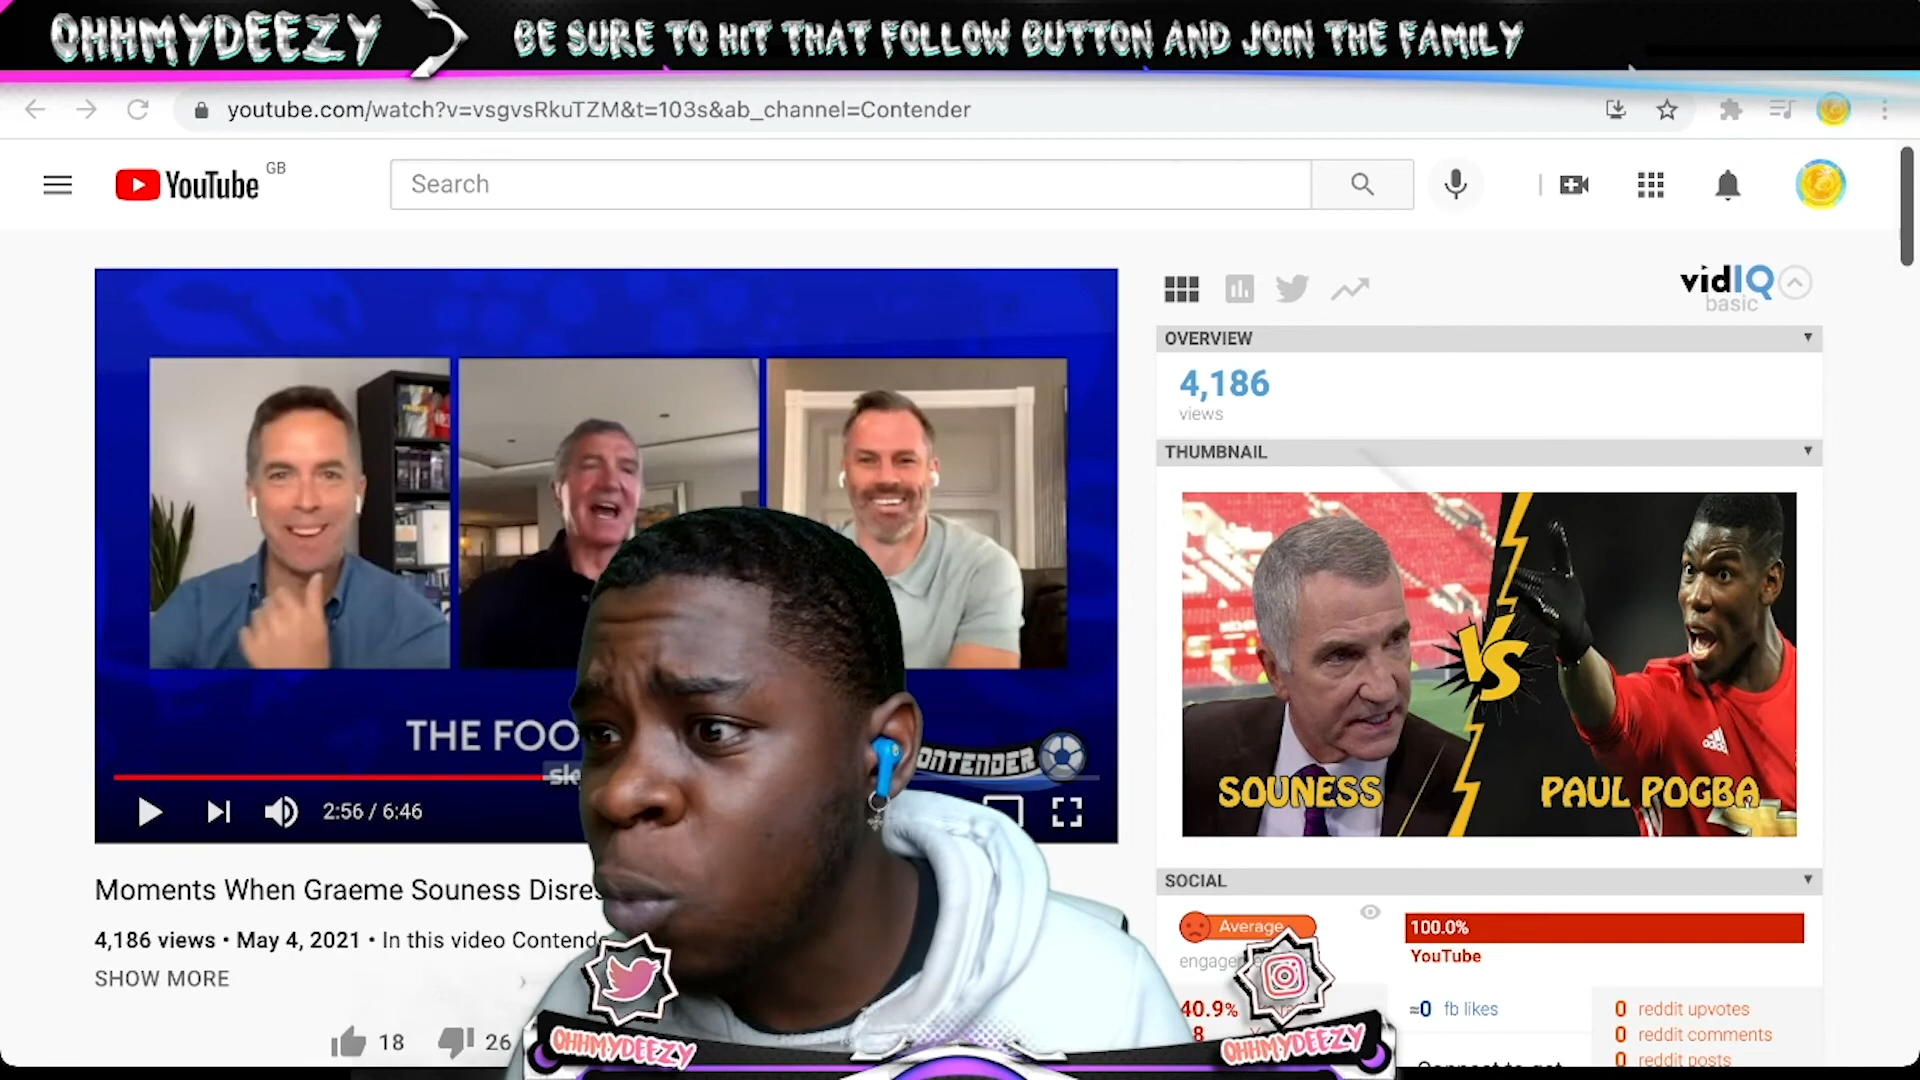 OHHMYDEEZY
BE SURE TO HIT THAT FOLLOW BUTTON AND JOIN THE FAMILY
youtube.com/watch?v=vsgvsRkuTZM&t=103s&ab_channel=Contender
YouTube GB
Search
vidIQ
basic
OVERVIEW
4,186
views
THUMBNAIL
VS
SOUNESS
PAUL POGBA
THE FOO
ONTENDER
2:56 / 6:46
Moments When Graeme Souness Disre
4,186 views • May 4, 2021 • In this video Contend
SHOW MORE
18
26
SOCIAL
Average
engage
100.0%
YouTube
40.9%
8
≈0 fb likes
0 reddit upvotes
0 reddit comments
0 reddit posts
OHHMYDEEZY
OHHMYDEEZY